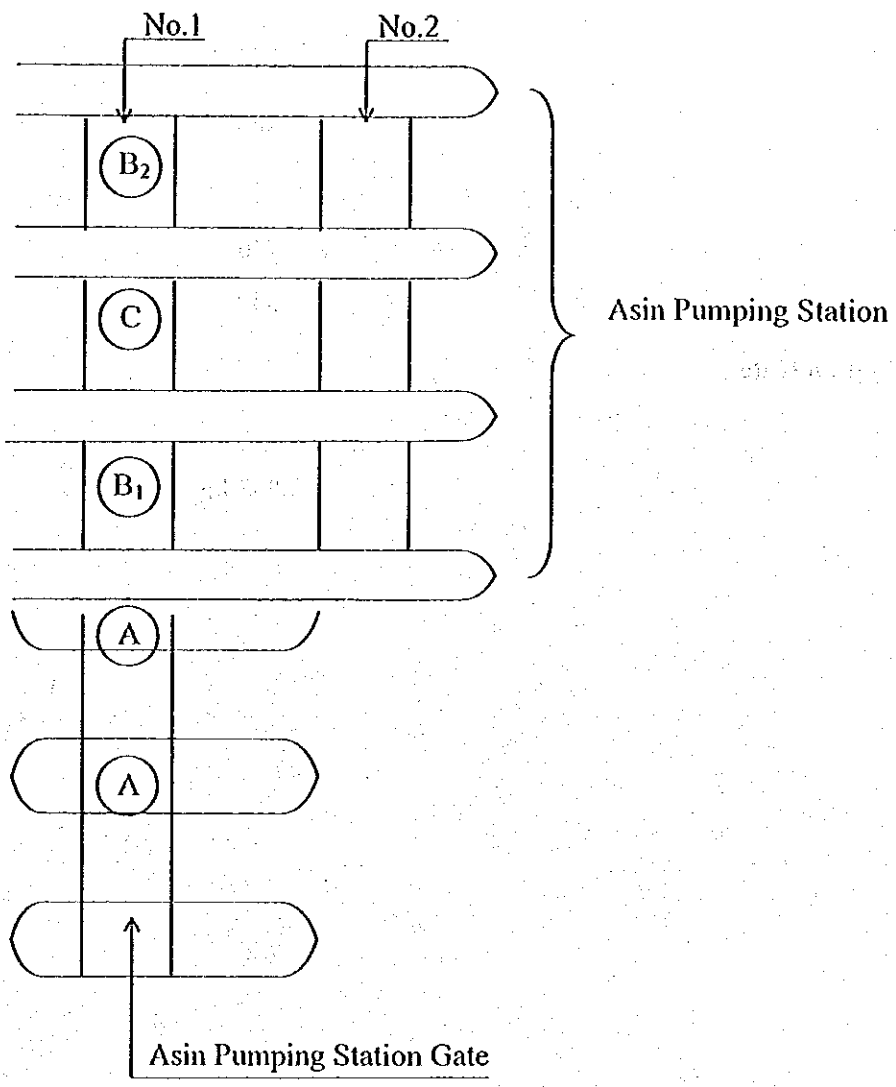 No.1
No.2
B₂
C
Asin Pumping Station
B₁
A
A
Asin Pumping Station Gate